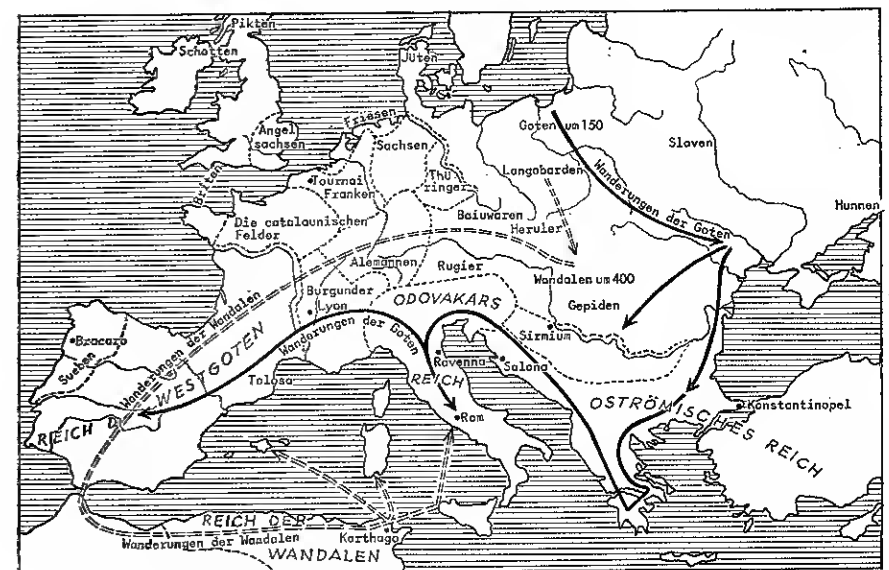 Pikten
Schotten
Jüten
Friesen
Goten um 150
Angel
sachsen
Sachsen
Slaven
Briten
Tournai
Franken
Thü
ringer
Langobarden
Wanderungen der Goten
Hunnen
Die catalaunischen
Felder
Baiuwaren
Heruler
Alemannen
Rugier
Wandalen um 400
Burgunder
Lyon
ODOVAKARS
Gepiden
Sirmium
Bracara
Sueben
Wanderungen der Wandalen
WESTGOTEN
Wanderungen der Goten
Ravenna
Salona
Tolosa
REICH
OSTRÖMISCHES REICH
Konstantinopel
REICH D.
Rom
REICH DER
Wanderungen der Wandalen
Karthago
WANDALEN